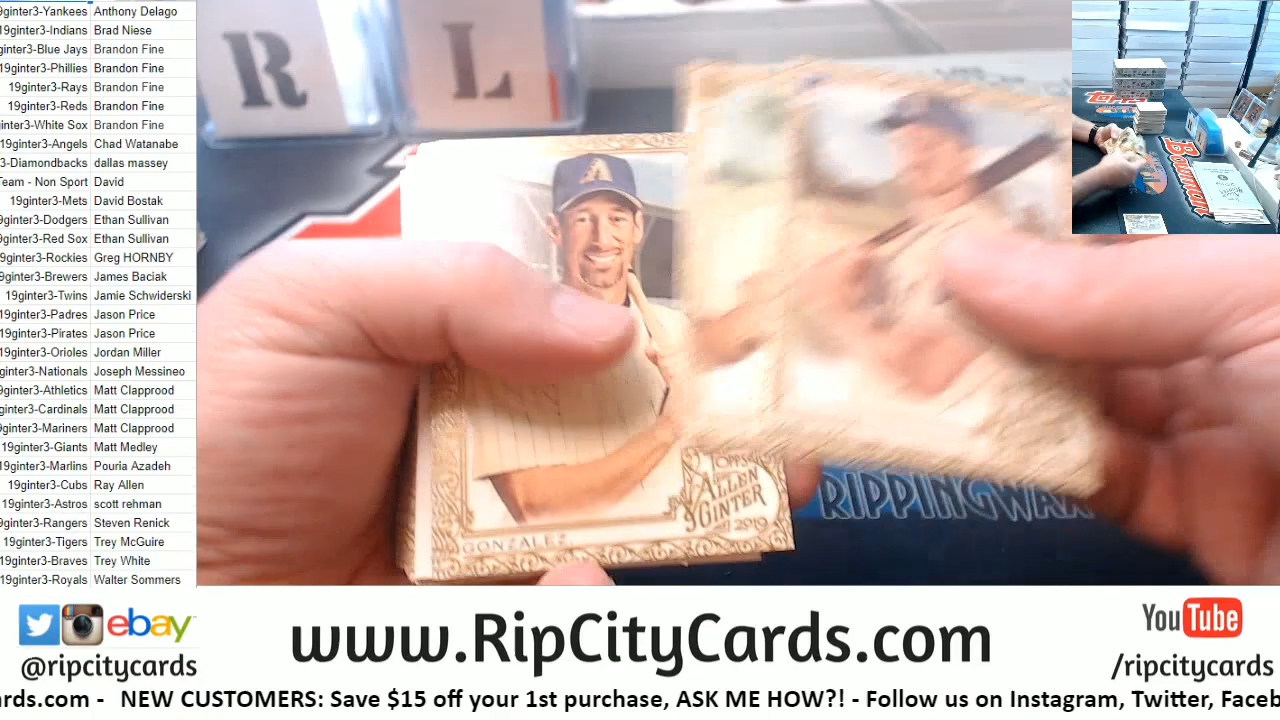 9ginter3-Yankees Anthony Delago
19ginter3-Indians Brad Niese
ginter3-Blue Jays Brandon Fine
19ginter3-Phillies Brandon Fine
19ginter3-Rays Brandon Fine
19ginter3-Reds Brandon Fine
inter3-White Sox Brandon Fine
19ginter3-Angels Chad Watanabe
3-Diamondbacks dallas massey
Team - Non Sport David
19ginter3-Mets David Bostak
9ginter3-Dodgers Ethan Sullivan
9ginter3-Red Sox Ethan Sullivan
9ginter3-Rockies Greg HORNBY
ginter3-Brewers James Baciak
19ginter3-Twins Jamie Schwiderski
19ginter3-Padres Jason Price
19ginter3-Pirates Jason Price
19ginter3-Orioles Jordan Miller
ginter3-Nationals Joseph Messineo
9ginter3-Athletics Matt Clapprood
ginter3-Cardinals Matt Clapprood
ginter3-Mariners Matt Clapprood
19ginter3-Giants Matt Medley
9ginter3-Marlins Pouria Azadeh
19ginter3-Cubs Ray Allen
19ginter3-Astros scott rehman
9ginter3-Rangers Steven Renick
19ginter3-Tigers Trey McGuire
9ginter3-Braves Trey White
19ginter3-Royals Walter Sommers
R L
A
TOPPS
ALLEN
& GINTER
2019
GONZALEZ
RIPPINGWAX
Topps
Bowman
ebay
@ripcitycards
www.RipCityCards.com
YouTube
/ripcitycards
ards.com - NEW CUSTOMERS: Save $15 off your 1st purchase, ASK ME HOW?! - Follow us on Instagram, Twitter, Faceb